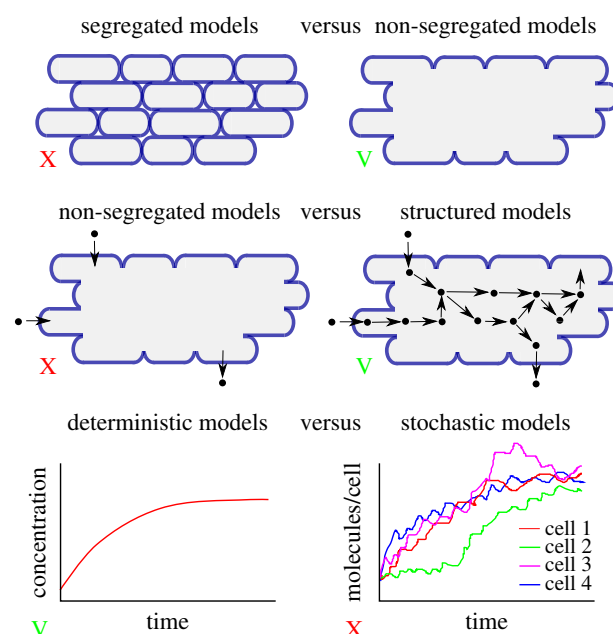 segregated models versus non-segregated models
X V
non-segregated models versus structured models
X V
deterministic models versus stochastic models
concentration
time
V
molecules/cell
cell 1
cell 2
cell 3
cell 4
time
X